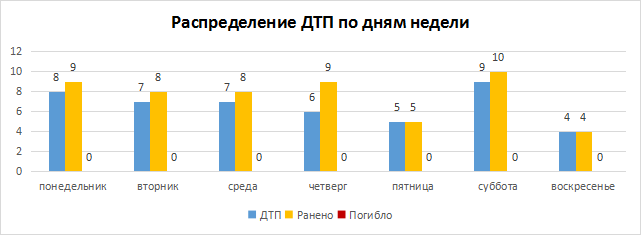 Распределение ДТП по дням недели
12
10
8
6
4
2
0
8 9 0
7 8 0
7 8 0
6 9 0
5 5 0
9 10 0
4 4 0
понедельник вторник среда четверг пятница суббота воскресенье
ДТП Ранено Погибло